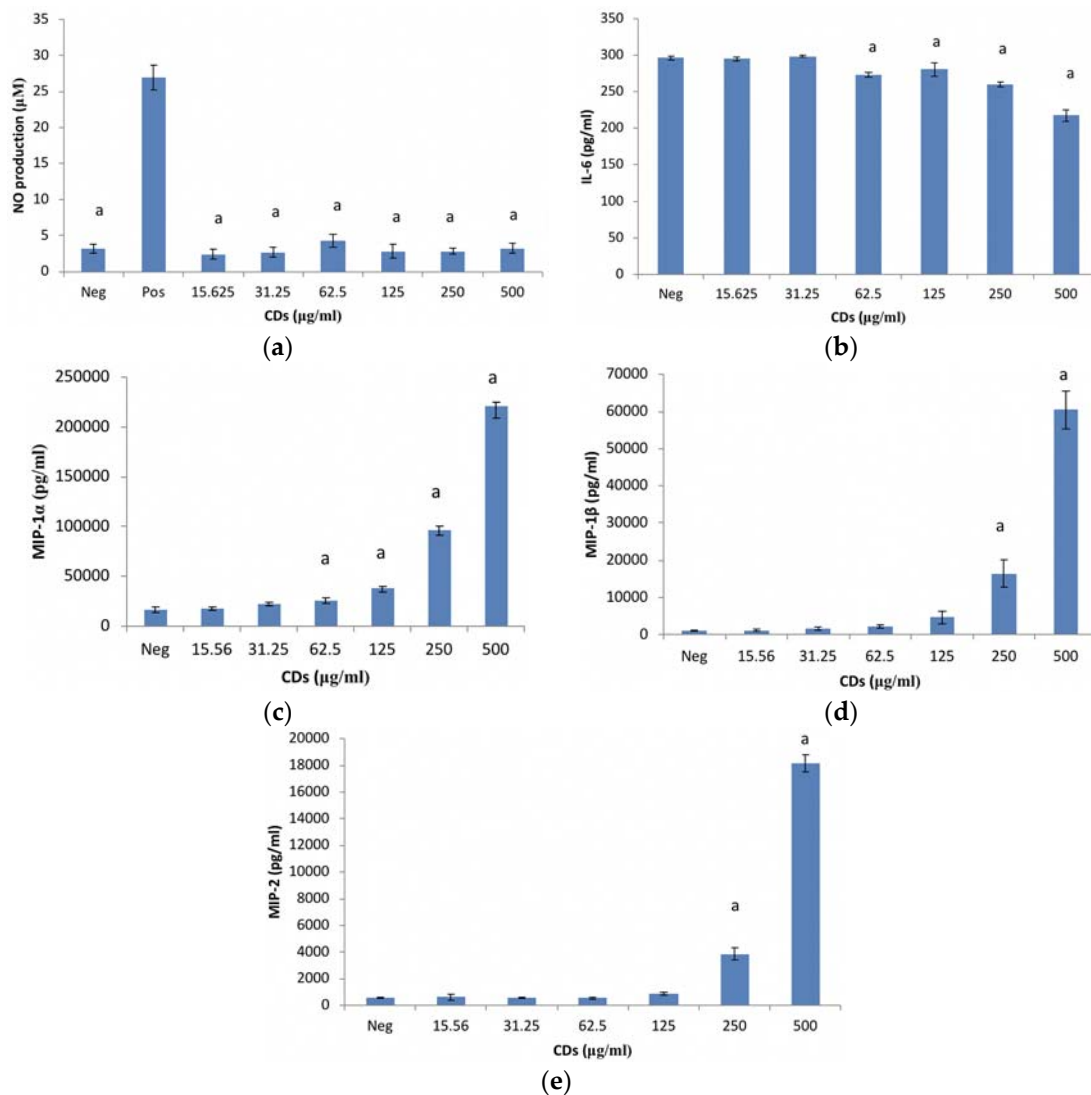 35
30
25
20
15
10
5
0
NO production (µM)
a
a
a
a
a
a
a
Neg
Pos
15.625
31.25
62.5
125
250
500
CDs (µg/ml)
(a)
350
300
250
200
150
100
50
0
IL-6 (pg/ml)
a
a
a
a
Neg
15.625
31.25
62.5
125
250
500
CDs (µg/ml)
(b)
250000
200000
150000
100000
50000
0
MIP-1α (pg/ml)
a
a
a
a
Neg
15.56
31.25
62.5
125
250
500
CDs (µg/ml)
(c)
70000
60000
50000
40000
30000
20000
10000
0
MIP-1β (pg/ml)
a
a
Neg
15.56
31.25
62.5
125
250
500
CDs (µg/ml)
(d)
20000
18000
16000
14000
12000
10000
8000
6000
4000
2000
0
MIP-2 (pg/ml)
a
a
Neg
15.56
31.25
62.5
125
250
500
CDs (µg/ml)
(e)